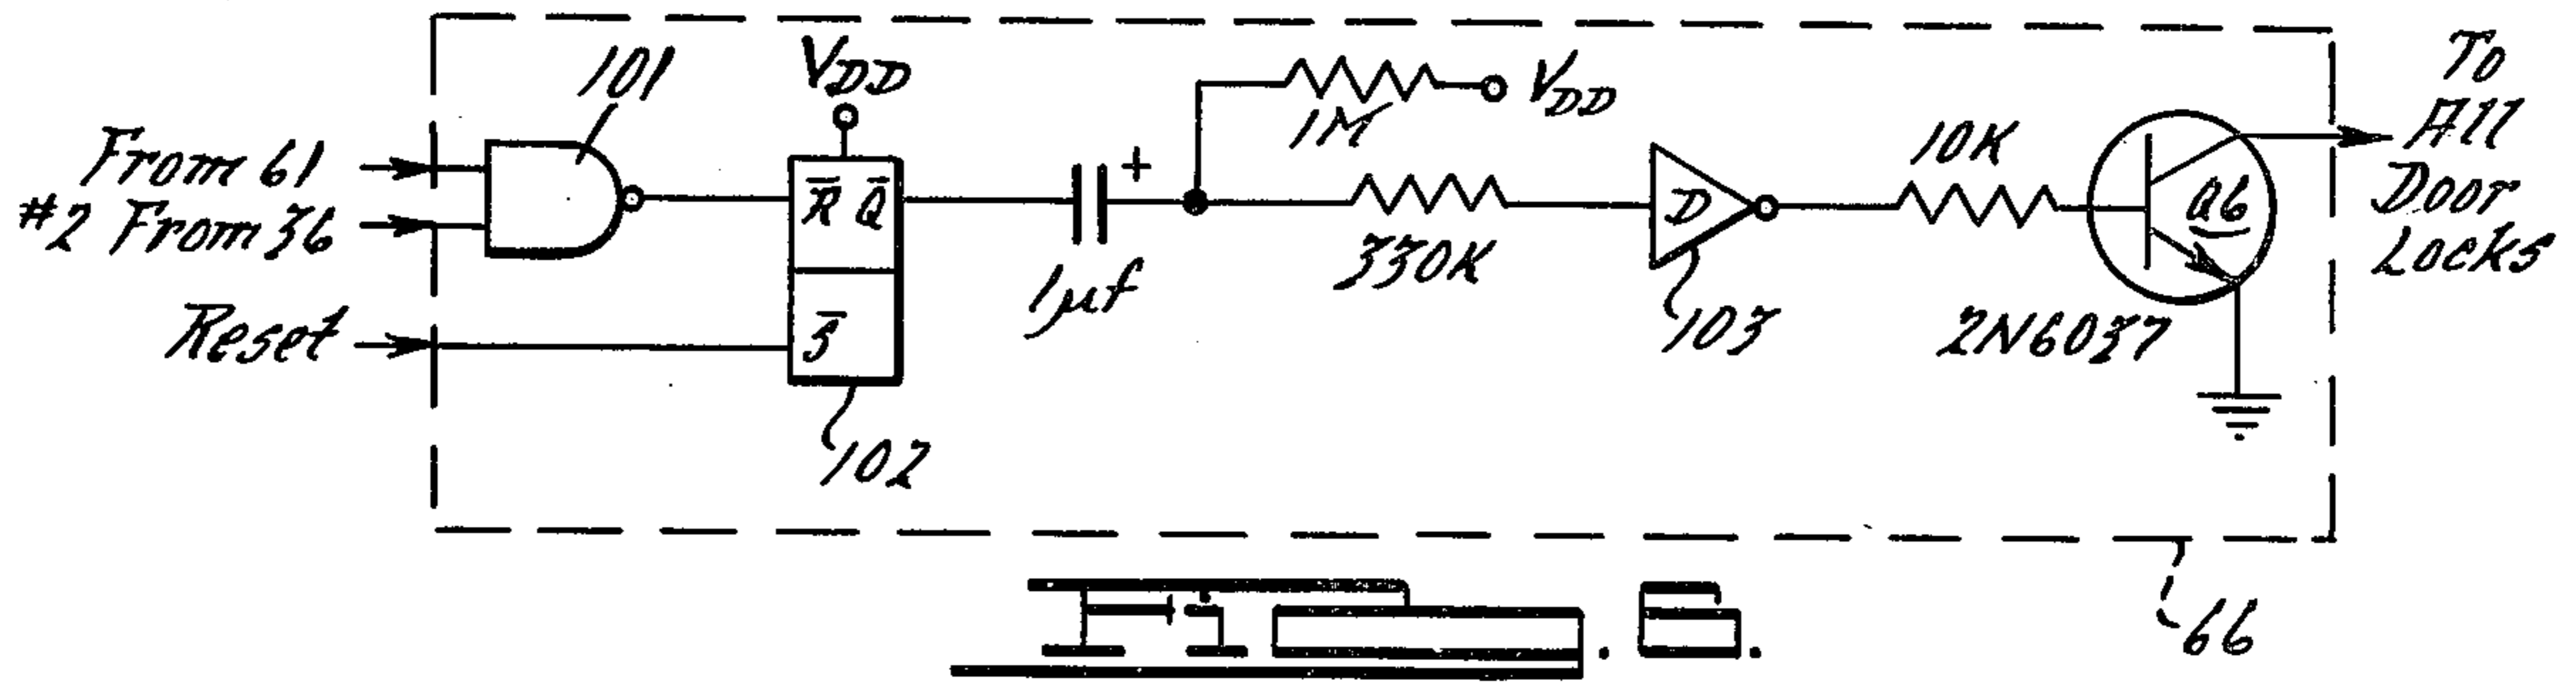 From 61
#2 From 36
Reset
101
V̅DD
R̅ Q̅
S̅
102
1µf
+
1M
VDD
330K
D
103
10K
Q6
2N6037
To
All
Door
Locks
66
Fig. 6.